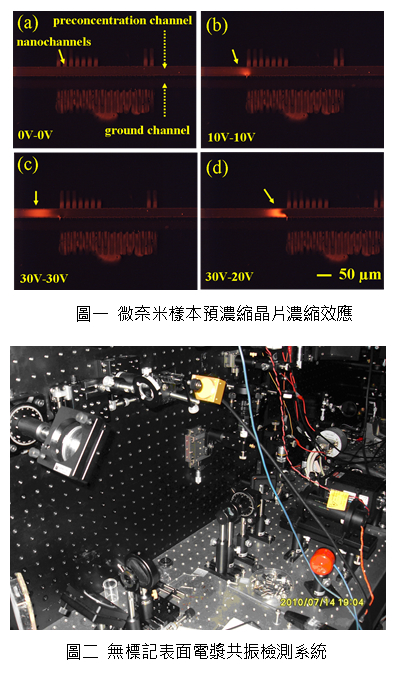 (a)
preconcentration channel
nanochannels
ground channel
0V-0V
(b)
10V-10V
(c)
30V-30V
(d)
30V-20V
50 µm
圖一 微奈米樣本預濃縮晶片濃縮效應
2010/07/14 19:04
圖二 無標記表面電漿共振檢測系統